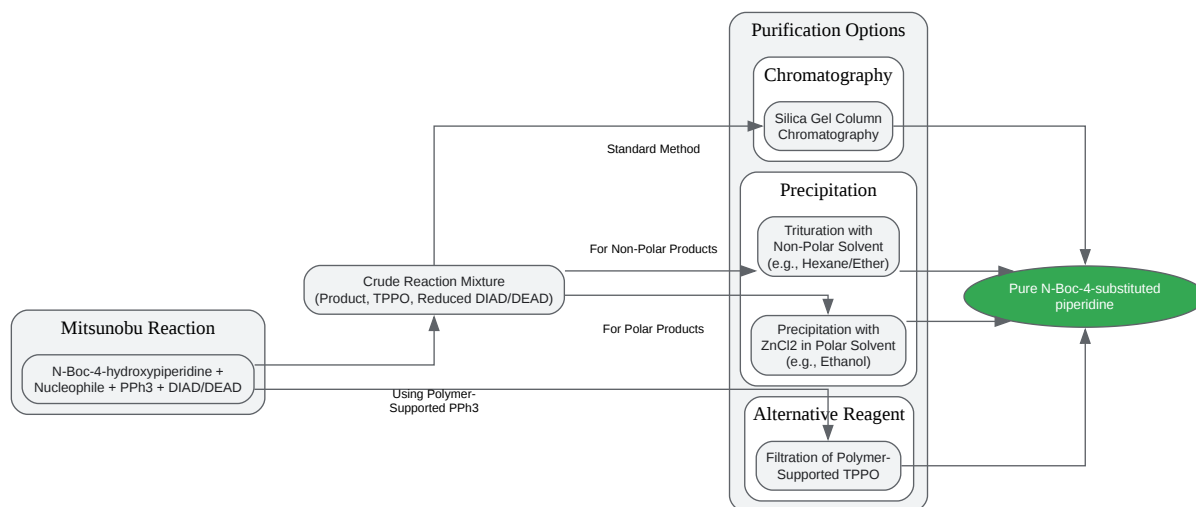 Purification Options
Chromatography
Silica Gel Column
Chromatography
Standard Method
Precipitation
Trituration with
Non-Polar Solvent
(e.g., Hexane/Ether)
For Non-Polar Products
Crude Reaction Mixture
(Product, TPPO, Reduced DIAD/DEAD)
Pure N-Boc-4-substituted
piperidine
For Polar Products
Precipitation with
ZnCl2 in Polar Solvent
(e.g., Ethanol)
Mitsunobu Reaction
N-Boc-4-hydroxypiperidine +
Nucleophile + PPh3 + DIAD/DEAD
Using Polymer-
Supported PPh3
Alternative Reagent
Filtration of Polymer-
Supported TPPO